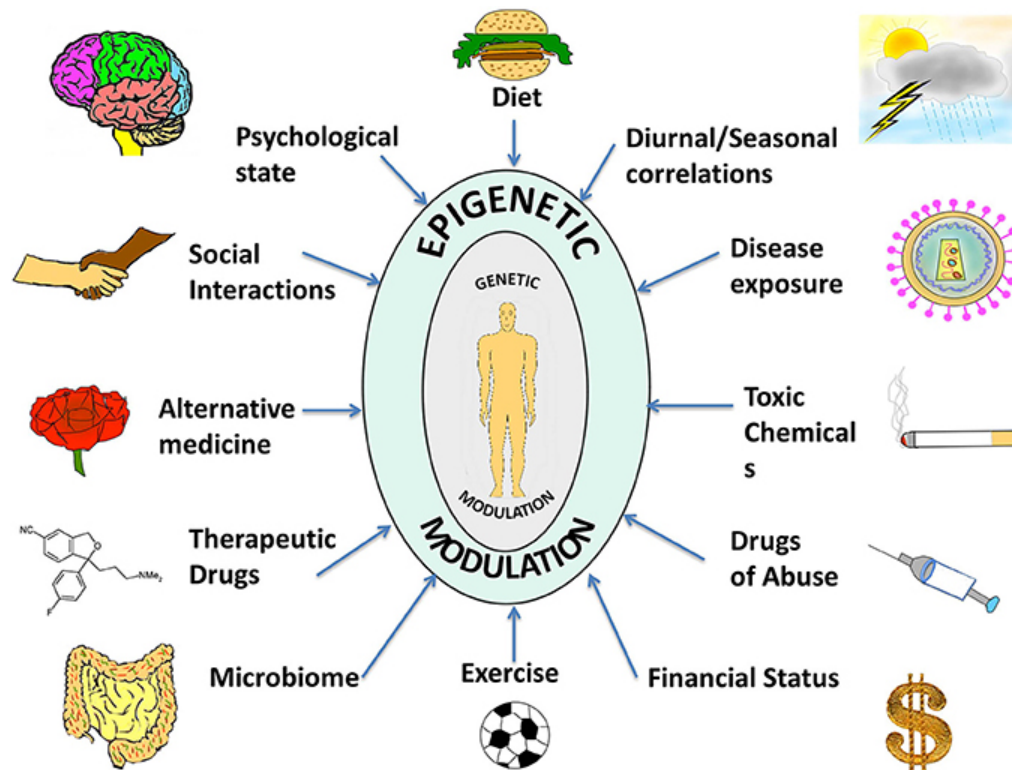 Diet
Psychological
state
Diurnal/Seasonal
correlations
EPIGENETIC
Social
Interactions
GENETIC
Disease
exposure
Alternative
medicine
Toxic
Chemical
s
MODULATION
Therapeutic
Drugs
NC
O
NMe₂
F
MODULATION
Drugs
of Abuse
Microbiome
Exercise
Financial Status
$